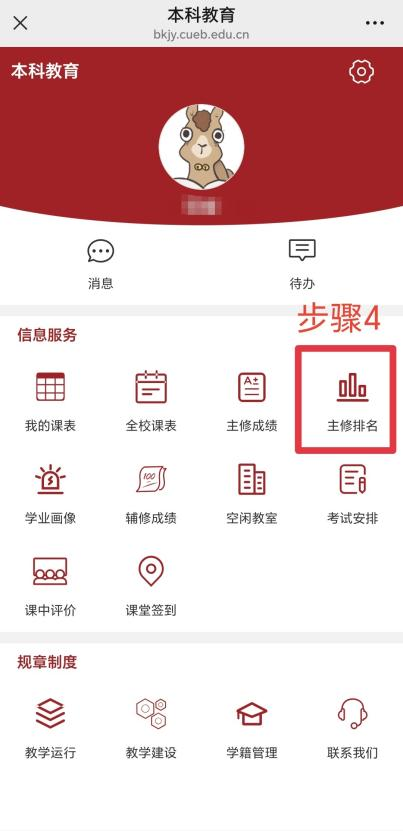 本科教育
bkjy.cueb.edu.cn
本科教育
消息
待办
步骤4
信息服务
我的课表
全校课表
A+
主修成绩
主修排名
学业画像
100
辅修成绩
空闲教室
考试安排
课中评价
课堂签到
规章制度
教学运行
教学建设
学籍管理
联系我们